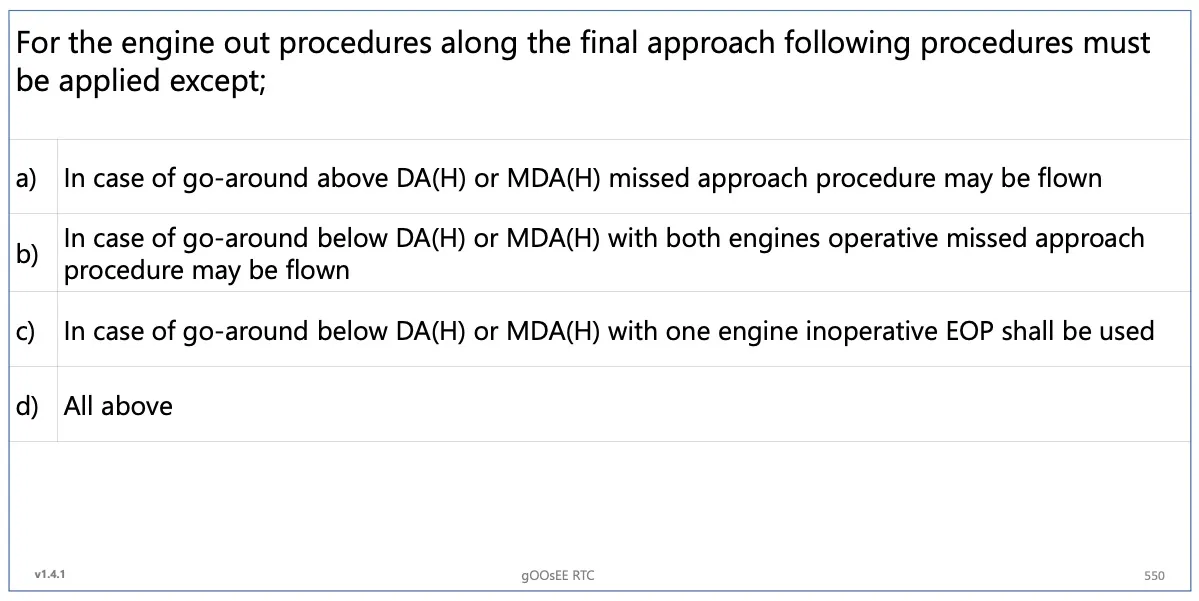 For the engine out procedures along the final approach following procedures must
be applied except;
a) In case of go-around above DA(H) or MDA(H) missed approach procedure may be flown
b) In case of go-around below DA(H) or MDA(H) with both engines operative missed approach
procedure may be flown
c) In case of go-around below DA(H) or MDA(H) with one engine inoperative EOP shall be used
d) All above
v1.4.1 gOOsEE RTC 550